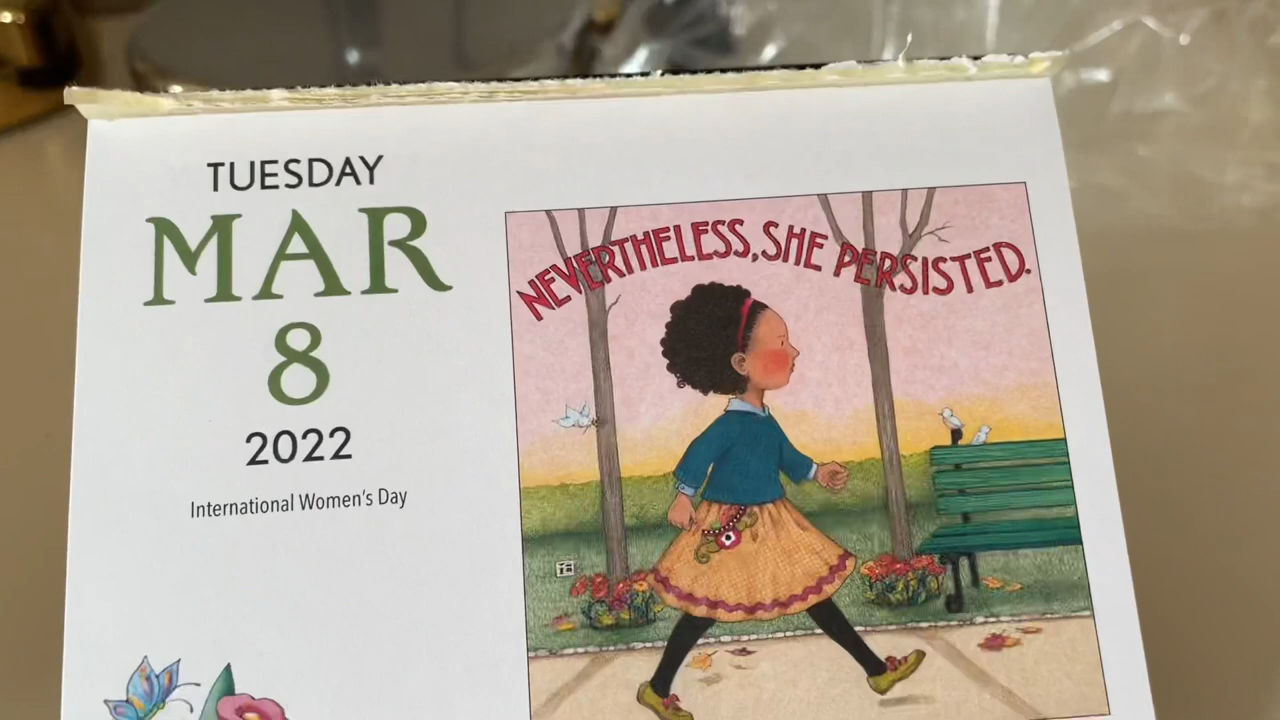 TUESDAY
MAR
8
2022
International Women's Day
NEVERTHELESS, SHE PERSISTED.